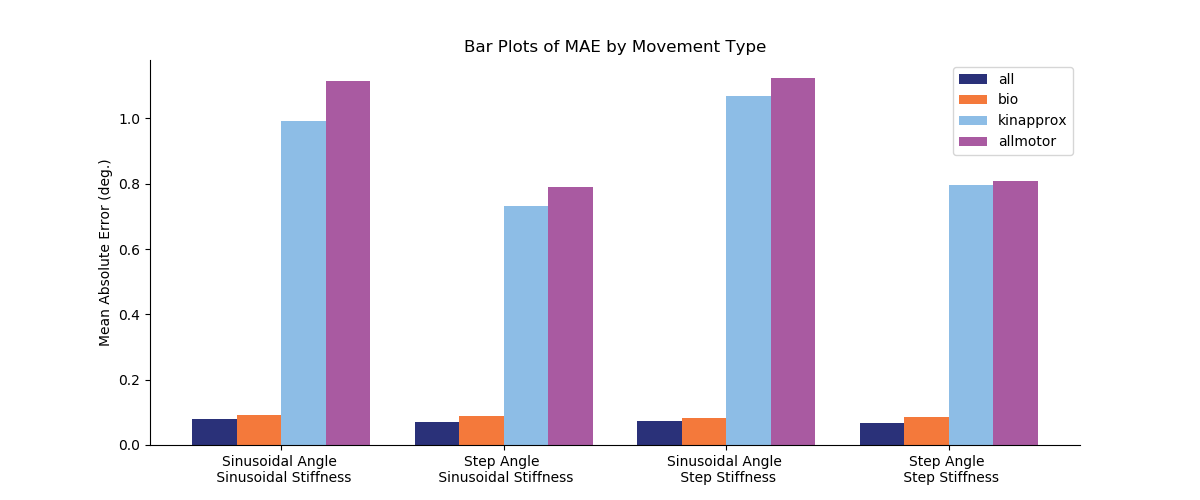 Bar Plots of MAE by Movement Type
Mean Absolute Error (deg.)
1.0
0.8
0.6
0.4
0.2
0.0
all
bio
kinapprox
allmotor
Sinusoidal Angle
Sinusoidal Stiffness
Step Angle
Sinusoidal Stiffness
Sinusoidal Angle
Step Stiffness
Step Angle
Step Stiffness